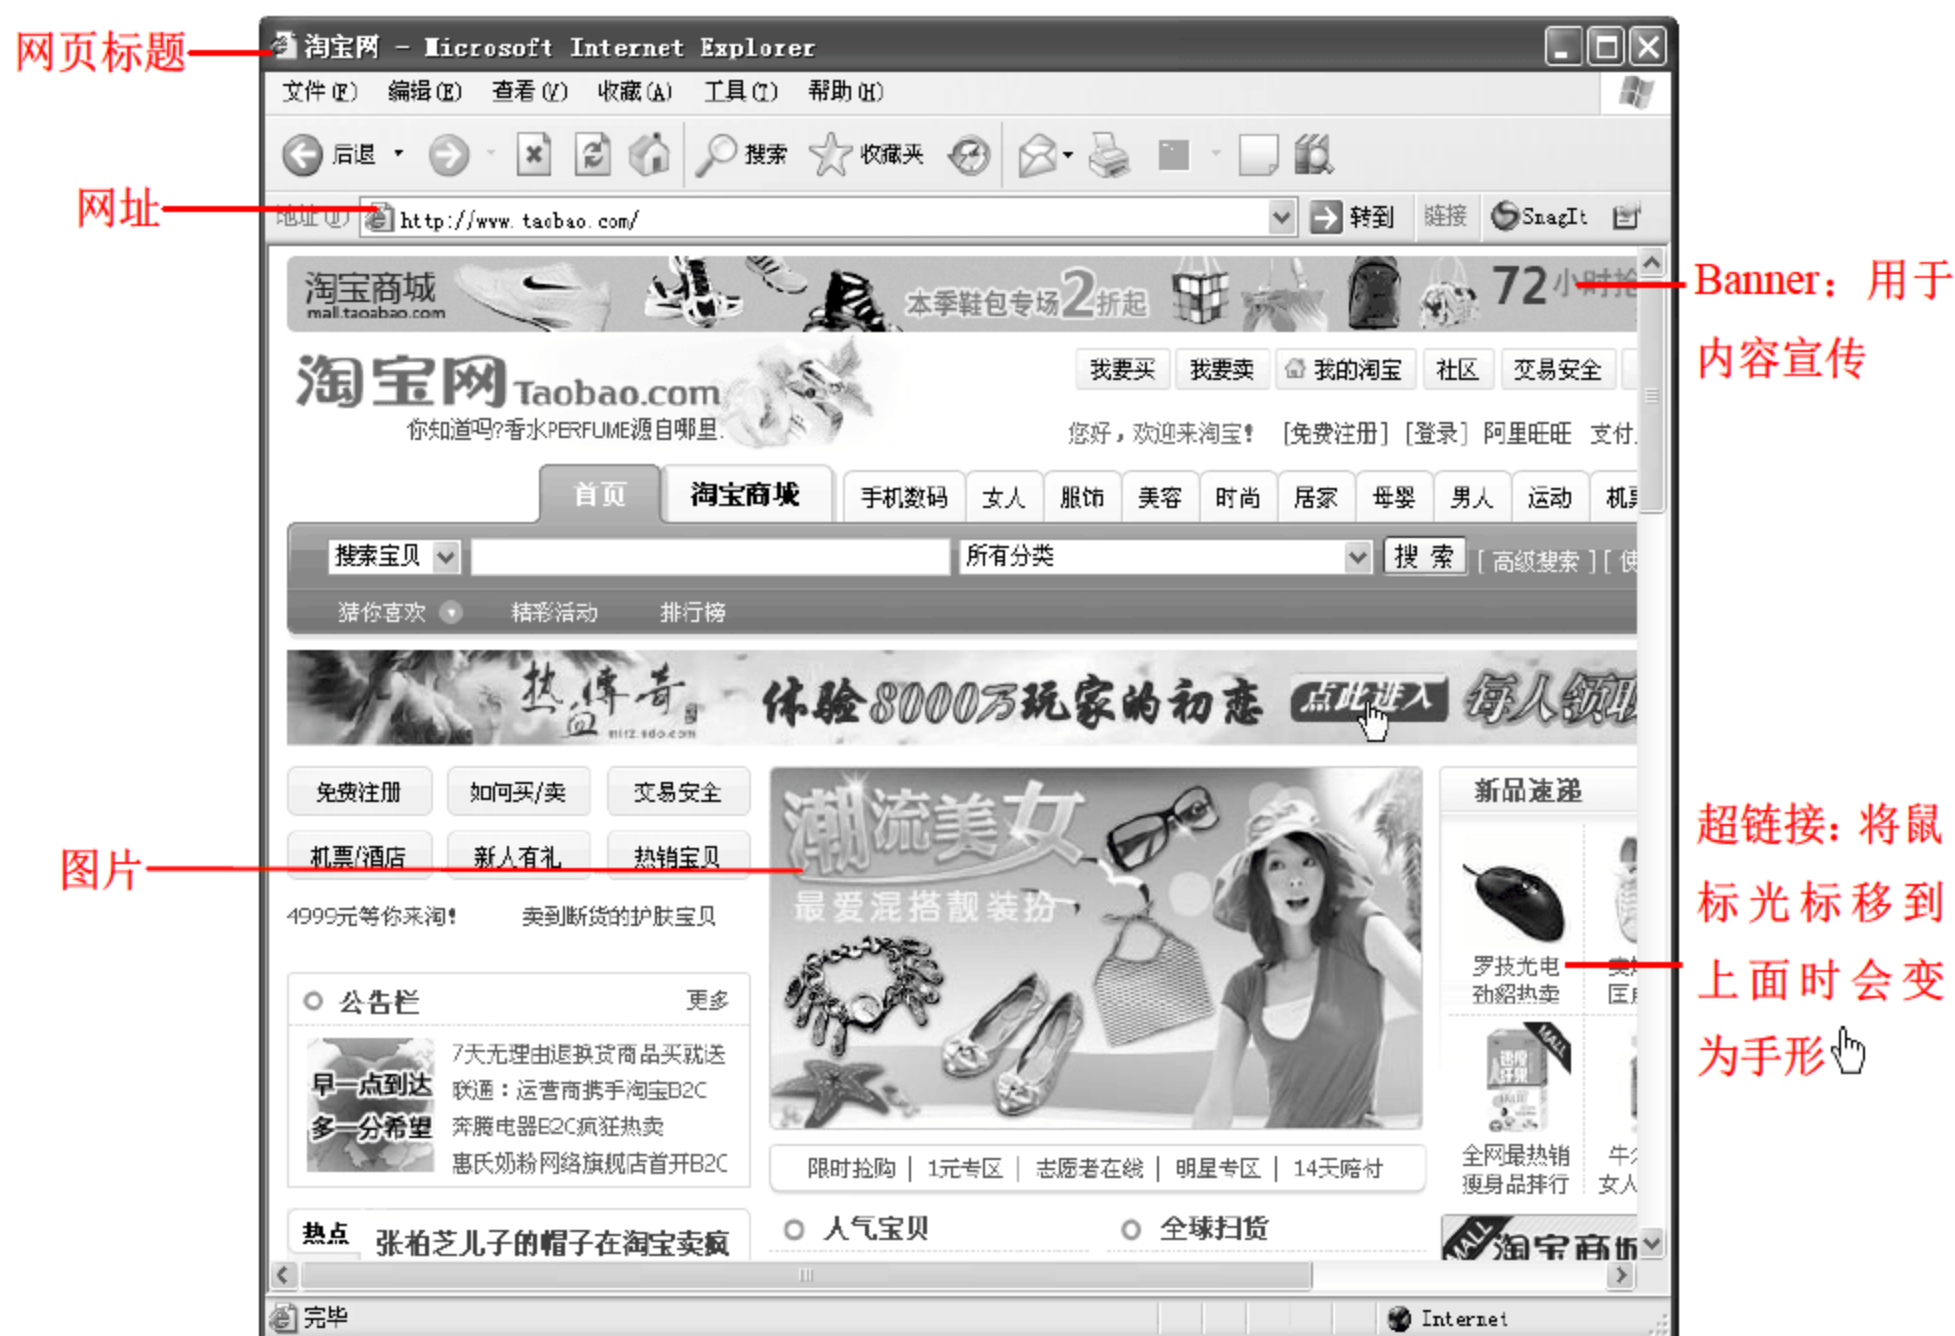 网页标题
淘宝网 - Microsoft Internet Explorer
文件(F) 编辑(E) 查看(V) 收藏(A) 工具(T) 帮助(H)
后退 搜索 收藏夹
网址
地址(D) http://www.taobao.com/ 转到 链接 SnagIt
淘宝商城
mall.taoabao.com
本季鞋包专场2折起
72小时抢
Banner：用于
内容宣传
淘宝网 Taobao.com
你知道吗?香水PERFUME源自哪里.
我要买 我要卖 我的淘宝 社区 交易安全
您好，欢迎来淘宝！ [免费注册] [登录] 阿里旺旺 支付
首页 淘宝商城 手机数码 女人 服饰 美容 时尚 居家 母婴 男人 运动 机票
搜索宝贝 所有分类 搜 索 [ 高级搜索 ] [ 使
猜你喜欢 精彩活动 排行榜
热血传奇 体验8000万玩家的初恋 点此进入 每人领取
免费注册 如何买/卖 交易安全
机票/酒店 新人有礼 热销宝贝
图片
4999元等你来淘！ 卖到断货的护肤宝贝
潮流美女
最爱混搭靓装扮
新品速递
罗技光电
劲貂热卖
超链接：将鼠
标光标移到
上面时会变
为手形
公告栏 更多
早一点到达
多一分希望
7天无理由退换货商品买就送
联通：运营商携手淘宝B2C
奔腾电器B2C疯狂热卖
惠氏奶粉网络旗舰店首开B2C
MALL
全网最热销
瘦身品排行
女人
限时抢购 | 1元专区 | 志愿者在线 | 明星专区 | 14天赔付
热点 张柏芝儿子的帽子在淘宝卖疯
人气宝贝 全球扫货
MALL 淘宝商城
完毕 Internet